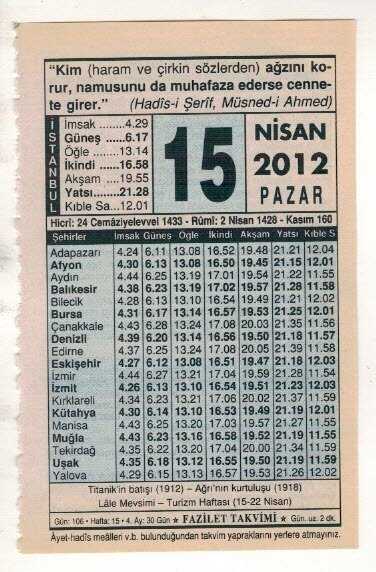 “Kim (haram ve çirkin sözlerden) ağzını ko-
rur, namusunu da muhafaza ederse cenne-
te girer.” (Hadîs-i Şerîf, Müsned-i Ahmed)
İSTANBUL
İmsak ........4.29
Güneş ......6.17
Öğle ........13.14
İkindi ......16.58
Akşam ....19.55
Yatsı.......21.28
Kıble Sa...12.01
15
NİSAN
2012
PAZAR
Hicrî: 24 Cemâziyelevvel 1433 - Rûmî: 2 Nisan 1428 - Kasım 160
Şehirler İmsak Güneş Öğle İkindi Akşam Yatsı Kıble S
Adapazarı 4.24 6.11 13.08 16.52 19.48 21.21 12.04
Afyon 4.30 6.13 13.08 16.50 19.45 21.15 12.01
Aydın 4.44 6.25 13.19 17.01 19.54 21.22 11.55
Balıkesir 4.38 6.23 13.19 17.02 19.57 21.28 11.58
Bilecik 4.28 6.13 13.10 16.54 19.49 21.21 12.03
Bursa 4.31 6.17 13.14 16.57 19.53 21.25 12.01
Çanakkale 4.43 6.28 13.24 17.08 20.03 21.35 11.56
Denizli 4.39 6.20 13.14 16.56 19.50 21.18 11.57
Edirne 4.37 6.25 13.24 17.08 20.05 21.39 11.58
Eskişehir 4.27 6.12 13.08 16.51 19.47 21.18 12.03
İzmir 4.44 6.27 13.21 17.04 19.59 21.28 11.54
İzmit 4.26 6.13 13.10 16.54 19.51 21.23 12.03
Kırklareli 4.34 6.23 13.21 17.06 20.02 21.37 11.59
Kütahya 4.30 6.14 13.10 16.53 19.49 21.19 12.01
Manisa 4.43 6.25 13.20 17.03 19.57 21.27 11.55
Muğla 4.43 6.23 13.16 16.58 19.52 21.19 11.55
Tekirdağ 4.35 6.22 13.20 17.04 20.00 21.34 11.59
Uşak 4.35 6.18 13.12 16.55 19.50 21.19 11.59
Yalova 4.29 6.15 13.13 16.57 19.53 21.26 12.02
Titanik'in batışı (1912) – Ağrı'nın kurtuluşu (1918)
Lâle Mevsimi – Turizm Haftası (15-22 Nisan)
Gün: 106 • Hafta: 15 • 4. Ay: 30 Gün ★ FAZİLET TAKVİMİ ★ Gün. uz. 2 dk.
Âyet-hadîs meâlleri v.b. bulunduğundan takvim yapraklarını yerlere atmayınız.